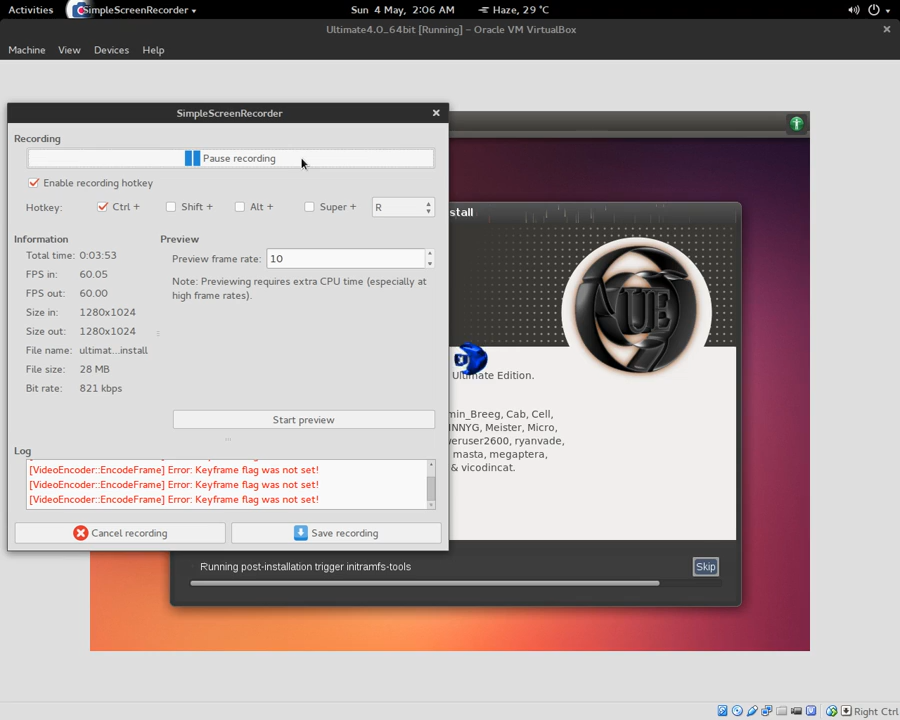 Activities SimpleScreenRecorder Sun 4 May, 2:06 AM Haze, 29 °C
Ultimate4.0_64bit [Running] – Oracle VM VirtualBox
Machine View Devices Help
SimpleScreenRecorder
Recording
Pause recording
Enable recording hotkey
Hotkey: Ctrl + Shift + Alt + Super + R
Information
Total time: 0:03:53
FPS in: 60.05
FPS out: 60.00
Size in: 1280x1024
Size out: 1280x1024
File name: ultimat...install
File size: 28 MB
Bit rate: 821 kbps
Preview
Preview frame rate: 10
Note: Previewing requires extra CPU time (especially at
high frame rates).
Start preview
Log
[VideoEncoder::EncodeFrame] Error: Keyframe flag was not set!
[VideoEncoder::EncodeFrame] Error: Keyframe flag was not set!
[VideoEncoder::EncodeFrame] Error: Keyframe flag was not set!
Cancel recording Save recording
stall
UE
Ultimate Edition.
min_Breeg, Cab, Cell,
NNYG, Meister, Micro,
eruser2600, ryanvade,
masta, megaptera,
& vicodincat.
Running post-installation trigger initramfs-tools
Skip
Right Ctrl